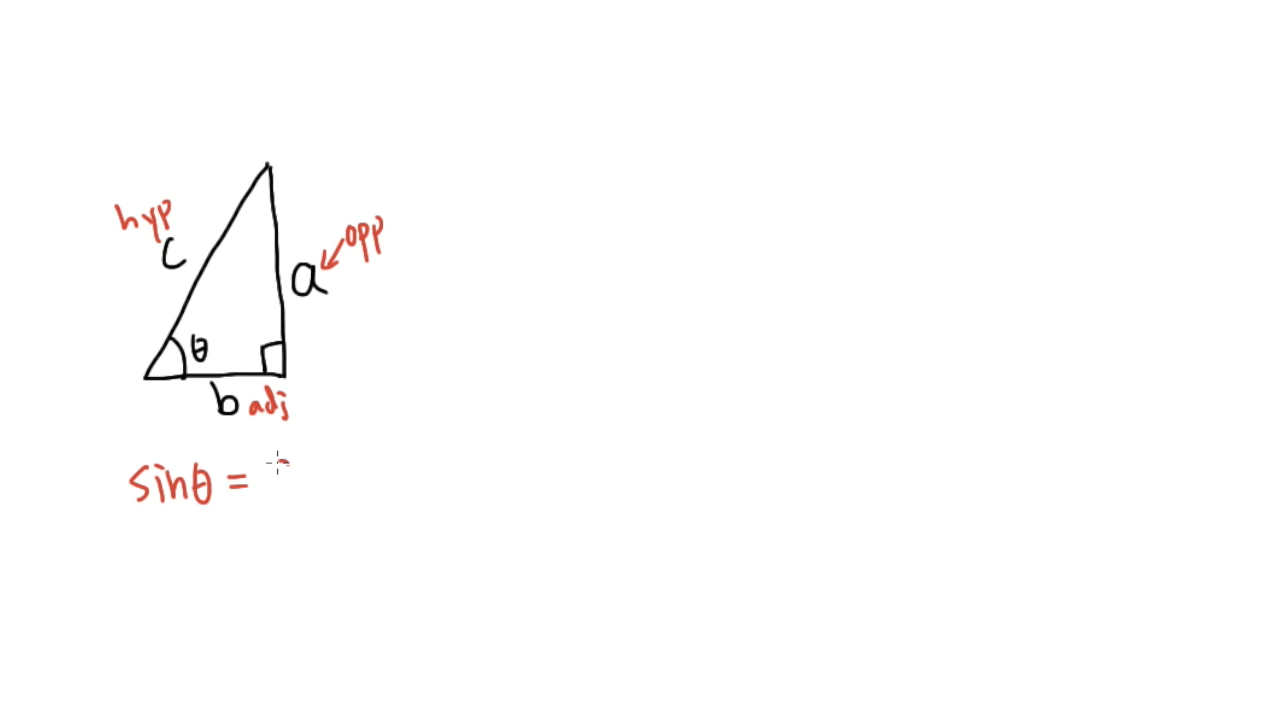 hyp
opp
c
a
θ
b adj
sinθ =